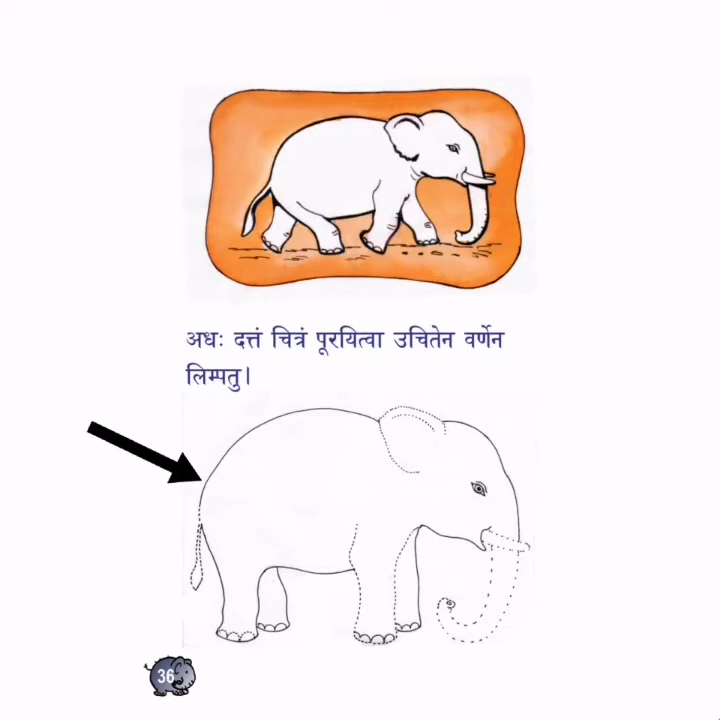 अधः दत्तं चित्रं पूरयित्वा उचितेन वर्णेन
लिम्पतु।
36